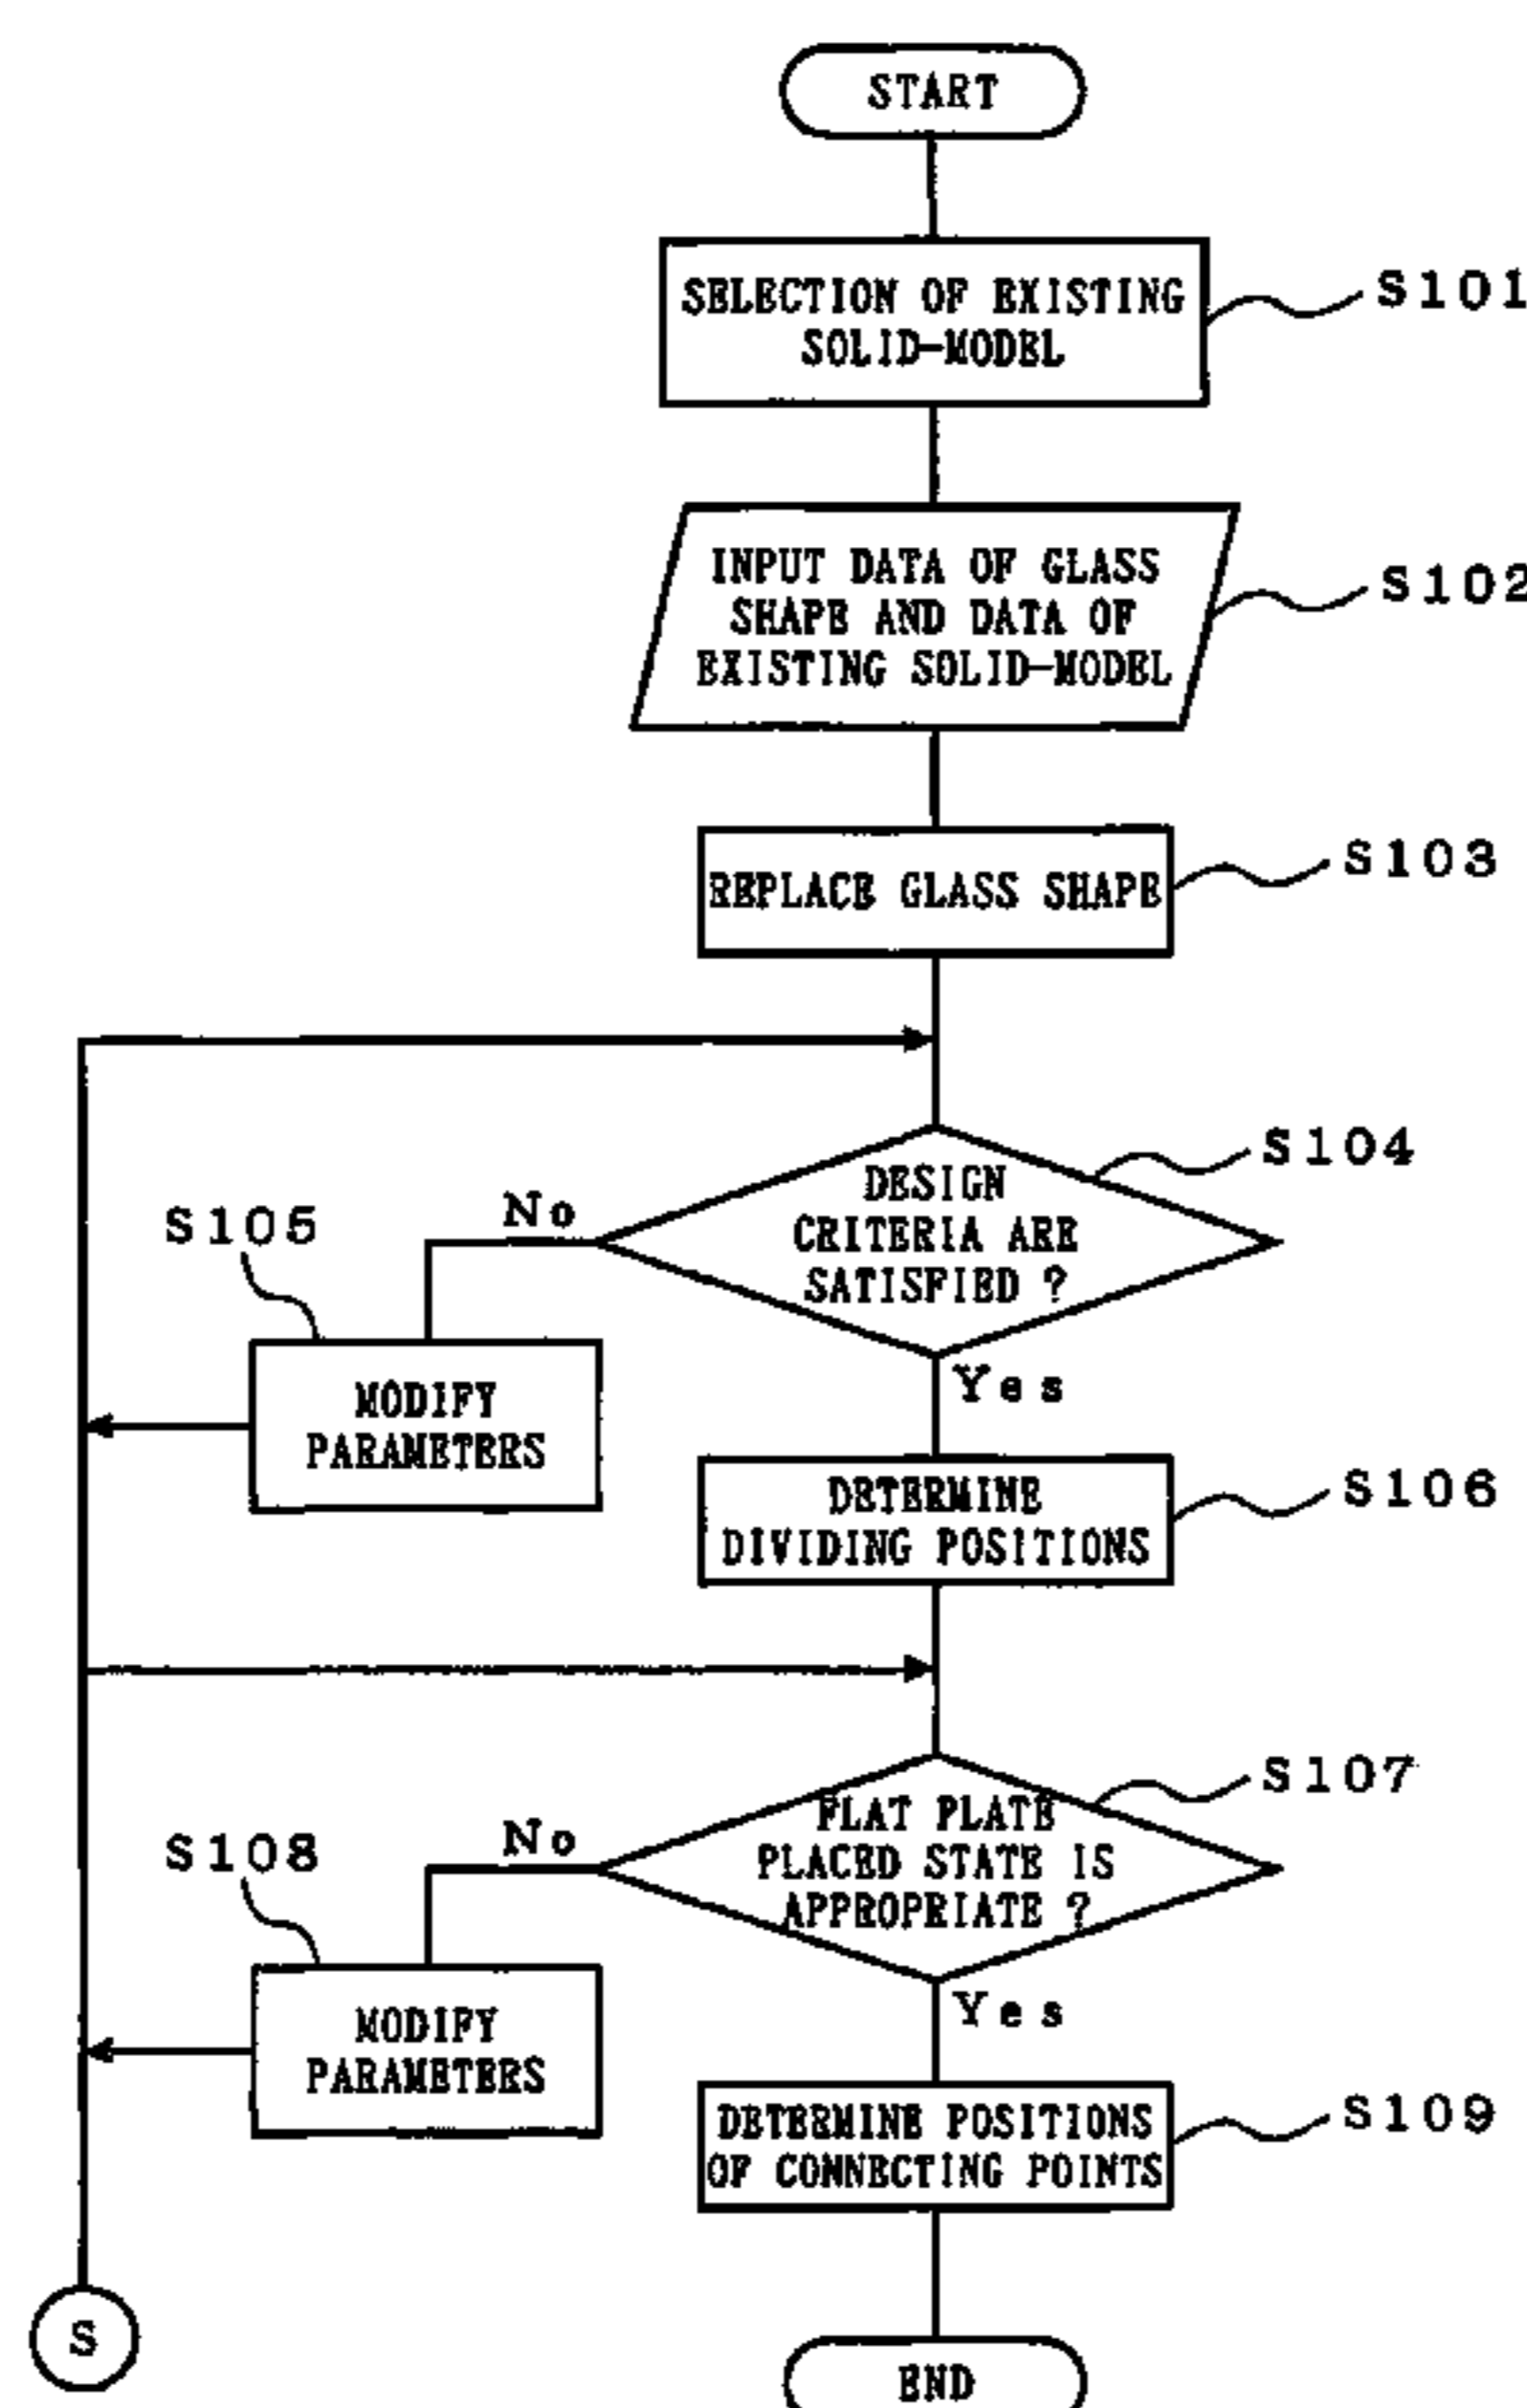 START
SELECTION OF EXISTING
SOLID-MODEL
S101
INPUT DATA OF GLASS
SHAPE AND DATA OF
EXISTING SOLID-MODEL
S102
REPLACE GLASS SHAPE
S103
DESIGN
CRITERIA ARE
SATISFIED ?
S104
No
S105
MODIFY
PARAMETERS
Yes
DETERMINE
DIVIDING POSITIONS
S106
FLAT PLATE
PLACED STATE IS
APPROPRIATE ?
S107
No
S108
MODIFY
PARAMETERS
Yes
DETERMINE POSITIONS
OF CONNECTING POINTS
S109
S
END